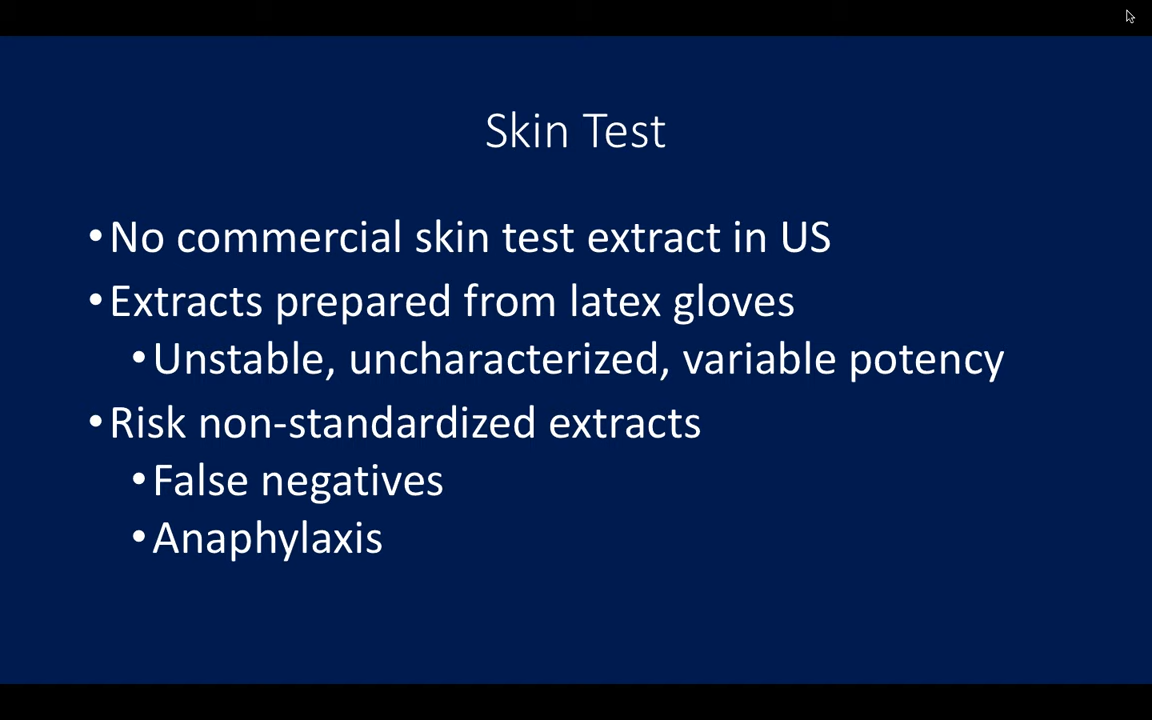 Skin Test
•No commercial skin test extract in US
•Extracts prepared from latex gloves
•Unstable, uncharacterized, variable potency
•Risk non-standardized extracts
•False negatives
•Anaphylaxis